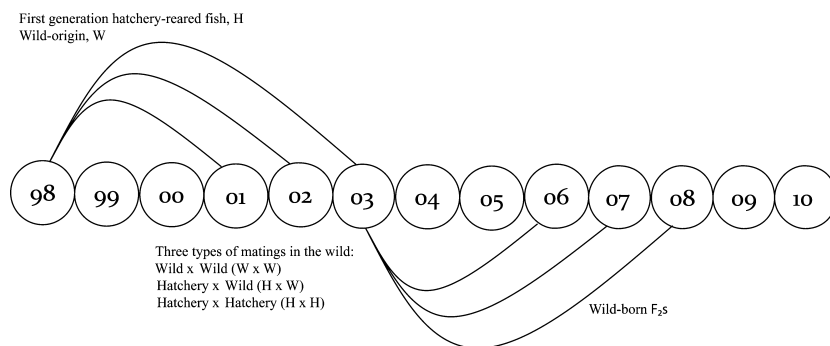 First generation hatchery-reared fish, H
Wild-origin, W
98 99 00 01 02 03 04 05 06 07 08 09 10
Three types of matings in the wild:
Wild x Wild (W x W)
Hatchery x Wild (H x W)
Hatchery x Hatchery (H x H)
Wild-born F₂s